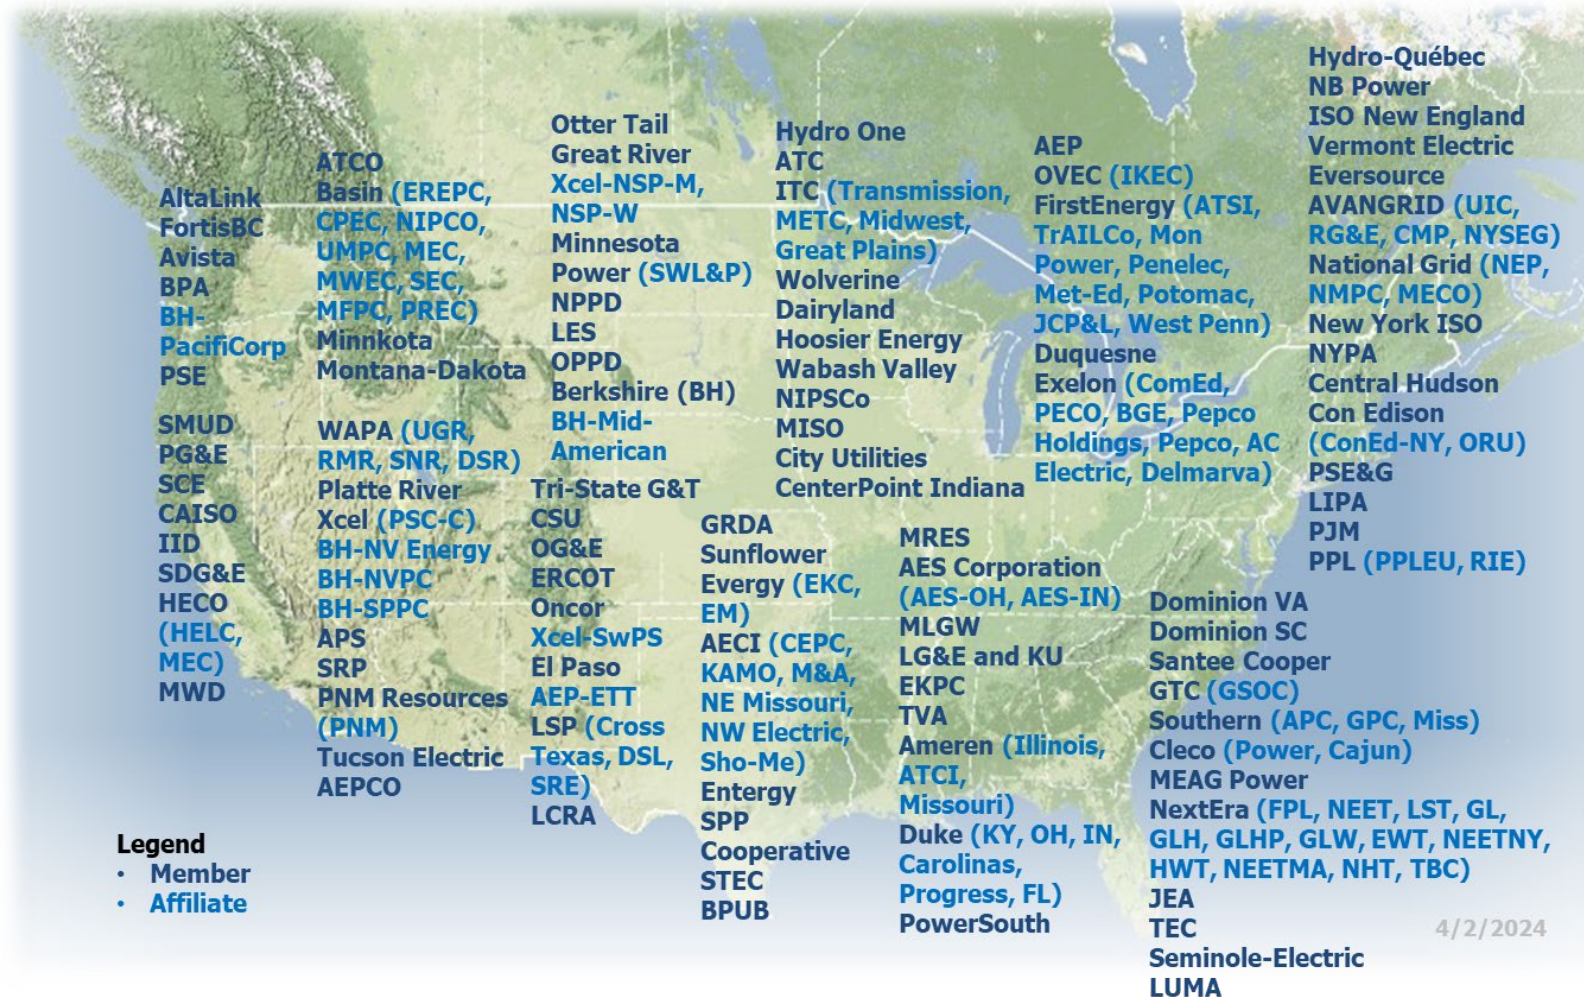 AltaLink
FortisBC
Avista
BPA
BH-
PacifiCorp
PSE
SMUD
PG&E
SCE
CAISO
IID
SDG&E
HECO
(HELC,
MEC)
MWD
ATCO
Basin (EREPC,
CPEC, NIPCO,
UMPC, MEC,
MWEC, SEC,
MFPC, PREC)
Minnkota
Montana-Dakota
WAPA (UGR,
RMR, SNR, DSR)
Platte River
Xcel (PSC-C)
BH-NV Energy
BH-NVPC
BH-SPPC
APS
SRP
PNM Resources
(PNM)
Tucson Electric
AEPCO
Otter Tail
Great River
Xcel-NSP-M,
NSP-W
Minnesota
Power (SWL&P)
NPPD
LES
OPPD
Berkshire (BH)
BH-Mid-
American
Tri-State G&T
CSU
OG&E
ERCOT
Oncor
Xcel-SwPS
El Paso
AEP-ETT
LSP (Cross
Texas, DSL,
SRE)
LCRA
Hydro One
ATC
ITC (Transmission,
METC, Midwest,
Great Plains)
Wolverine
Dairyland
Hoosier Energy
Wabash Valley
NIPSCo
MISO
City Utilities
CenterPoint Indiana
GRDA
Sunflower
Evergy (EKC,
EM)
AECI (CEPC,
KAMO, M&A,
NE Missouri,
NW Electric,
Sho-Me)
Entergy
SPP
Cooperative
STEC
BPUB
AEP
OVEC (IKEC)
FirstEnergy (ATSI,
TrAILCo, Mon
Power, Penelec,
Met-Ed, Potomac,
JCP&L, West Penn)
Duquesne
Exelon (ComEd,
PECO, BGE, Pepco
Holdings, Pepco, AC
Electric, Delmarva)
MRES
AES Corporation
(AES-OH, AES-IN)
MLGW
LG&E and KU
EKPC
TVA
Ameren (Illinois,
ATCI,
Missouri)
Duke (KY, OH, IN,
Carolinas,
Progress, FL)
PowerSouth
Hydro-Québec
NB Power
ISO New England
Vermont Electric
Eversource
AVANGRID (UIC,
RG&E, CMP, NYSEG)
National Grid (NEP,
NMPC, MECO)
New York ISO
NYPA
Central Hudson
Con Edison
(ConEd-NY, ORU)
PSE&G
LIPA
PJM
PPL (PPLEU, RIE)
Dominion VA
Dominion SC
Santee Cooper
GTC (GSOC)
Southern (APC, GPC, Miss)
Cleco (Power, Cajun)
MEAG Power
NextEra (FPL, NEET, LST, GL,
GLH, GLHP, GLW, EWT, NEETNY,
HWT, NEETMA, NHT, TBC)
JEA
TEC
Seminole-Electric
LUMA
Legend
• Member
• Affiliate
4/2/2024